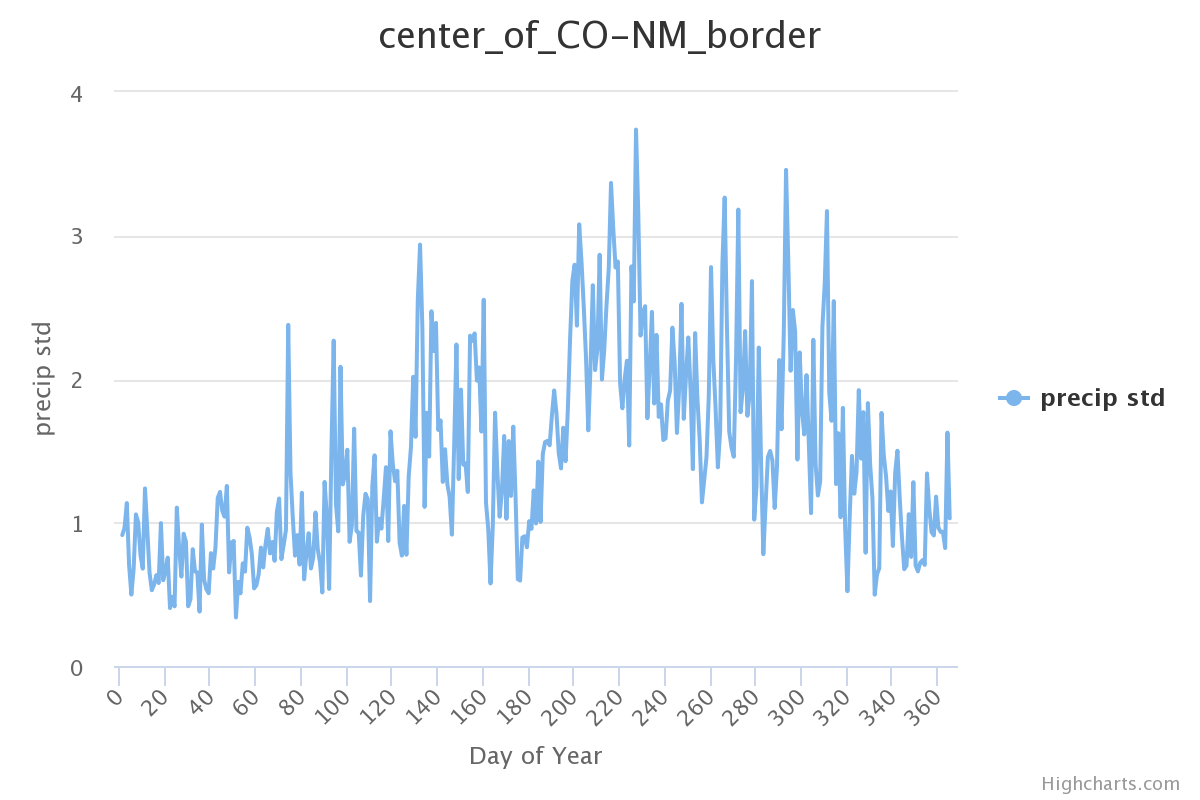 center_of_CO-NM_border
4
3
2
1
0
precip std
0 20 40 60 80 100 120 140 160 180 200 220 240 260 280 300 320 340 360
Day of Year
precip std
Highcharts.com